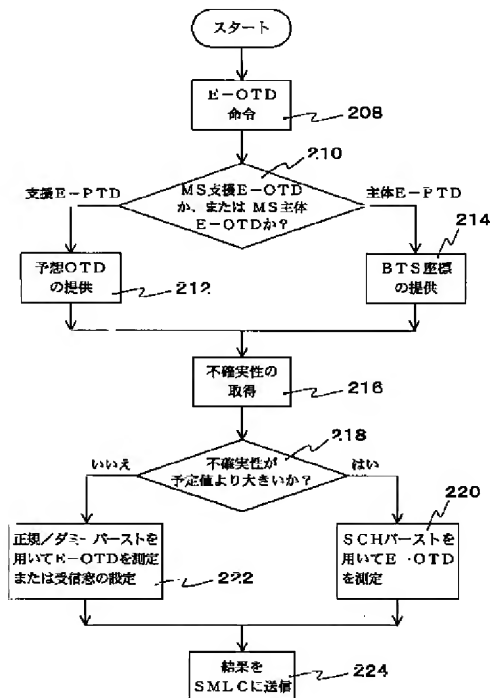 スタート
E-OTD
命令
208
210
支援E-PTD
MS支援E-OTD
か、または MS主体
E-OTDか?
主体E-PTD
214
予想OTD
の提供
212
BTS座標
の提供
不確実性の
取得
216
218
いいえ
不確実性が
予定値より大きいか?
はい
220
正規/ダミーバーストを
用いてE-OTDを測定
または受信窓の設定
222
SCHバーストを
用いてE-OTD
を測定
結果を
SMLCに送信
224